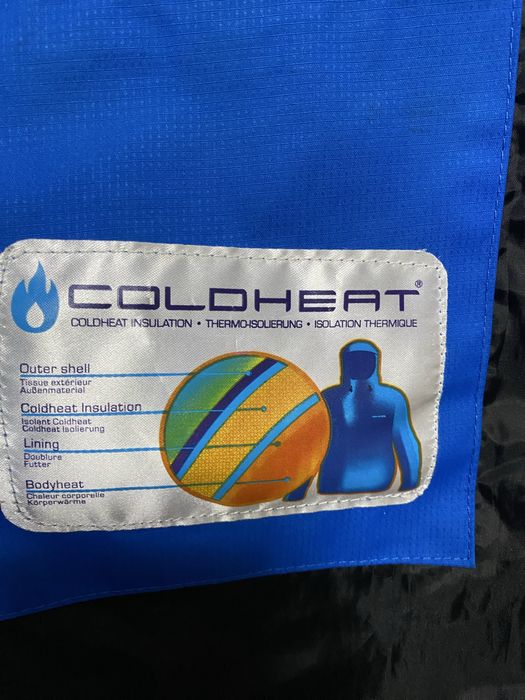 COLDHEAT®
COLDHEAT INSULATION • THERMO-ISOLIERUNG • ISOLATION THERMIQUE
Outer shell
Tissue extérieur
Außenmaterial
Coldheat Insulation
Isolant Coldheat
Coldheat Isolierung
Lining
Doublure
Futter
Bodyheat
Chaleur corporelle
Körperwärme